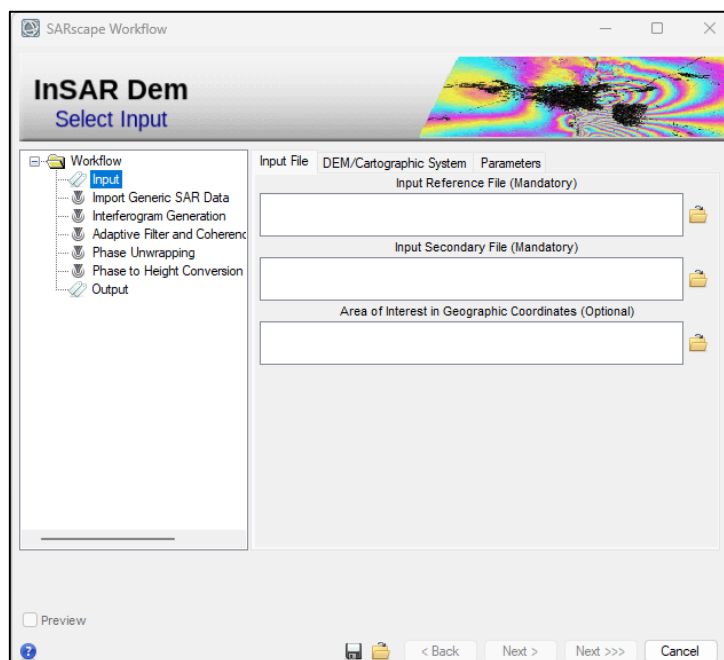 SARscape Workflow
InSAR Dem
Select Input
Workflow
Input
Import Generic SAR Data
Interferogram Generation
Adaptive Filter and Coherenc
Phase Unwrapping
Phase to Height Conversion
Output
Input File DEM/Cartographic System Parameters
Input Reference File (Mandatory)
Input Secondary File (Mandatory)
Area of Interest in Geographic Coordinates (Optional)
Preview
? < Back Next > Next >>> Cancel